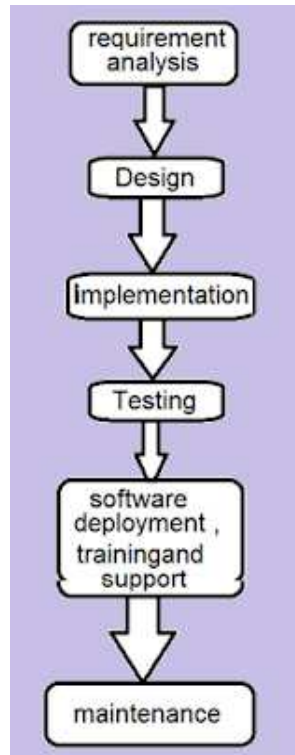 requirement
analysis
Design
implementation
Testing
software
deployment ,
trainingand
support
maintenance